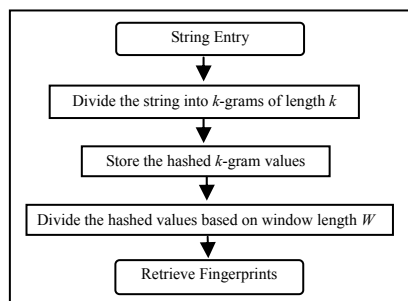 String Entry
Divide the string into k-grams of length k
Store the hashed k-gram values
Divide the hashed values based on window length W
Retrieve Fingerprints